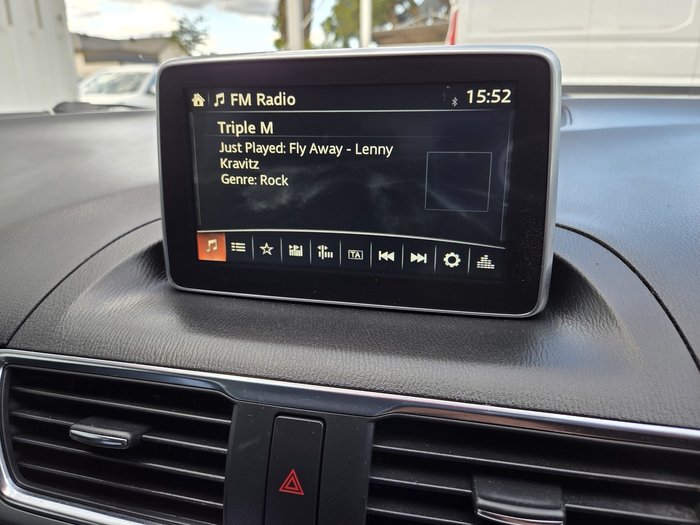 FM Radio
15:52
Triple M
Just Played: Fly Away - Lenny
Kravitz
Genre: Rock
TA